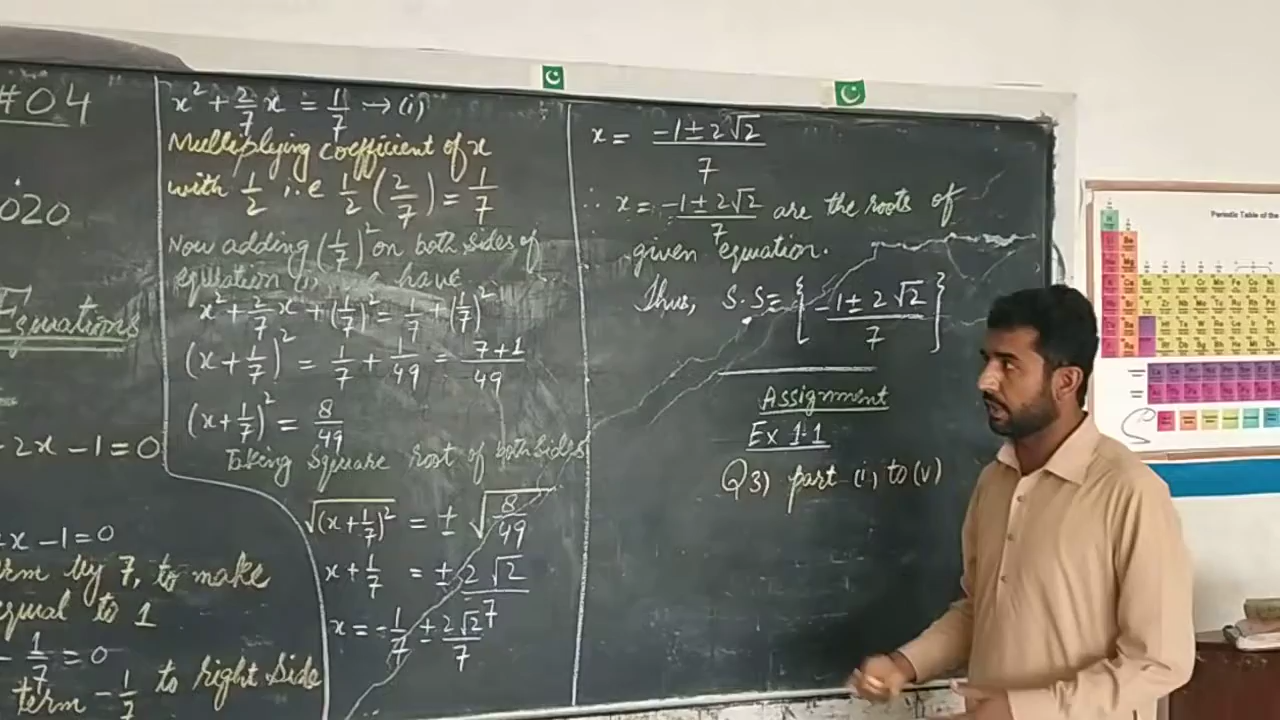 #04
020
Equations
2x - 1 = 0
x - 1 = 0
by 7, to make
equal to 1
- 1/7 = 0
term - 1/7 to right side
x² + 2/7 x = 1/7 → (i)
Multiplying coefficient of x
with 1/2 i.e 1/2 (2/7) = 1/7
Now adding (1/7)² on both sides of
equation we have
x² + 2/7 x + (1/7)² = 1/7 + (1/7)²
(x + 1/7)² = 1/7 + 1/49 = 7+1/49
(x + 1/7)² = 8/49
Taking Square root of both sides
√(x + 1/7)² = ± √8/49
x + 1/7 = ± 2√2/7
x = - 1/7 ± 2√2/7
x = -1 ± 2√2/7
∴ x = -1 ± 2√2/7 are the roots of
given equation.
Thus, S.S = { -1 ± 2√2/7 }
Assignment
Ex 1.1
Q3) part (i) to (v)
Periodic Table of the